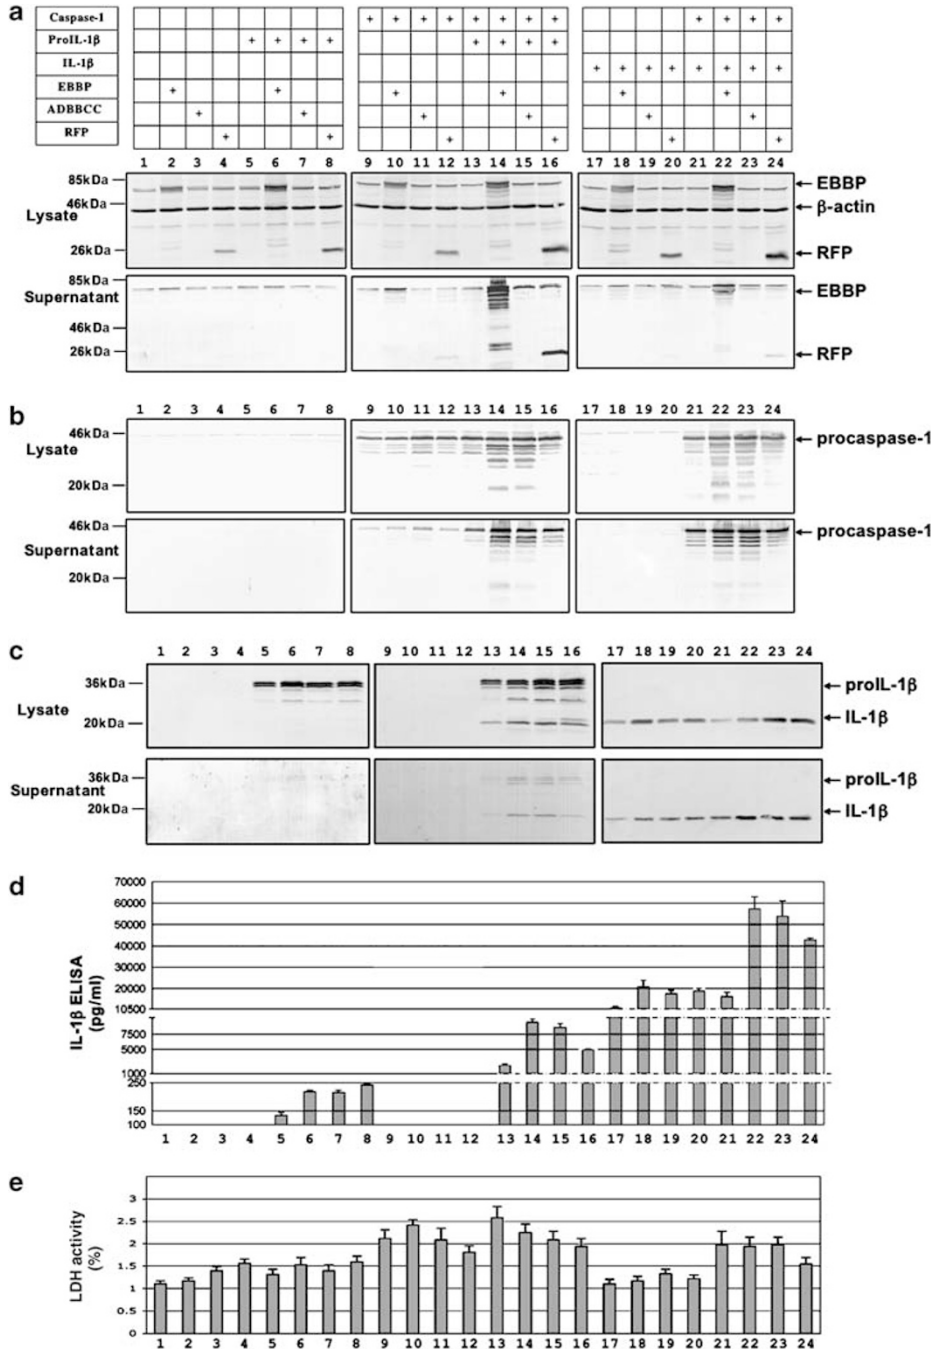 a
Caspase-1 + + + + + + + + + + + +
ProIL-1β + + + + + + + +
IL-1β + + + + + + + +
EBBP + + + + + +
ADBBCC + + + + + +
RFP + + + + + +
1 2 3 4 5 6 7 8 9 10 11 12 13 14 15 16 17 18 19 20 21 22 23 24
85kDa
EBBP
46kDa
β-actin
Lysate
26kDa
RFP
85kDa
Supernatant
EBBP
46kDa
26kDa
RFP
b
1 2 3 4 5 6 7 8 9 10 11 12 13 14 15 16 17 18 19 20 21 22 23 24
46kDa
procaspase-1
Lysate
20kDa
46kDa
procaspase-1
Supernatant
20kDa
c
1 2 3 4 5 6 7 8 9 10 11 12 13 14 15 16 17 18 19 20 21 22 23 24
36kDa
proIL-1β
Lysate
20kDa
IL-1β
36kDa
proIL-1β
Supernatant
20kDa
IL-1β
d
IL-1β ELISA
(pg/ml)
70000
60000
50000
40000
30000
20000
10500
7500
5000
1000
250
150
100
1 2 3 4 5 6 7 8 9 10 11 12 13 14 15 16 17 18 19 20 21 22 23 24
e
LDH activity
(%)
3
2.5
2
1.5
1
0.5
0
1 2 3 4 5 6 7 8 9 10 11 12 13 14 15 16 17 18 19 20 21 22 23 24